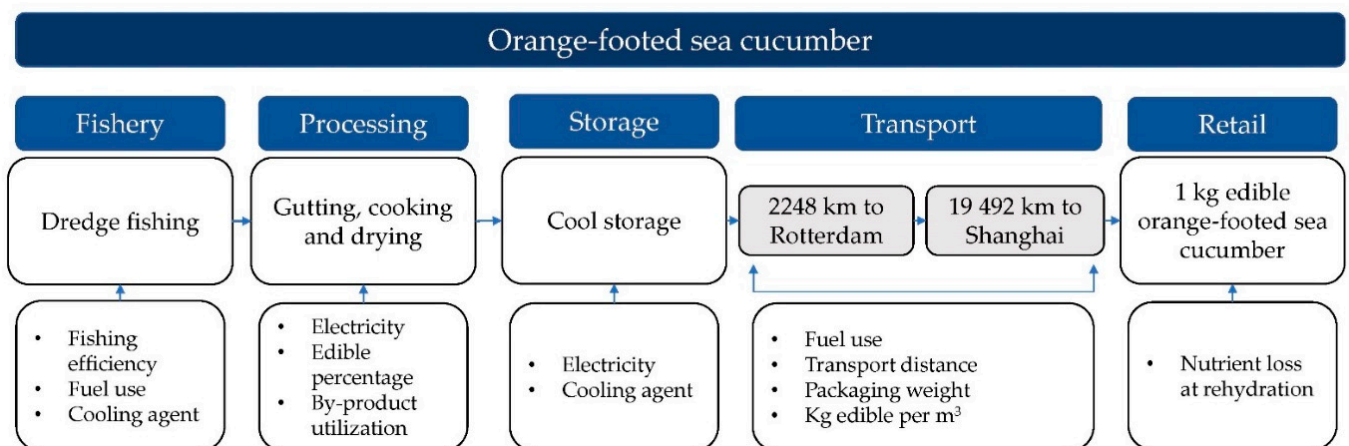 Orange-footed sea cucumber
Fishery
Processing
Storage
Transport
Retail
Dredge fishing
Gutting, cooking
and drying
Cool storage
2248 km to
Rotterdam
19 492 km to
Shanghai
1 kg edible
orange-footed sea
cucumber
• Fishing
efficiency
• Fuel use
• Cooling agent
• Electricity
• Edible
percentage
• By-product
utilization
• Electricity
• Cooling agent
• Fuel use
• Transport distance
• Packaging weight
• Kg edible per m³
• Nutrient loss
at rehydration